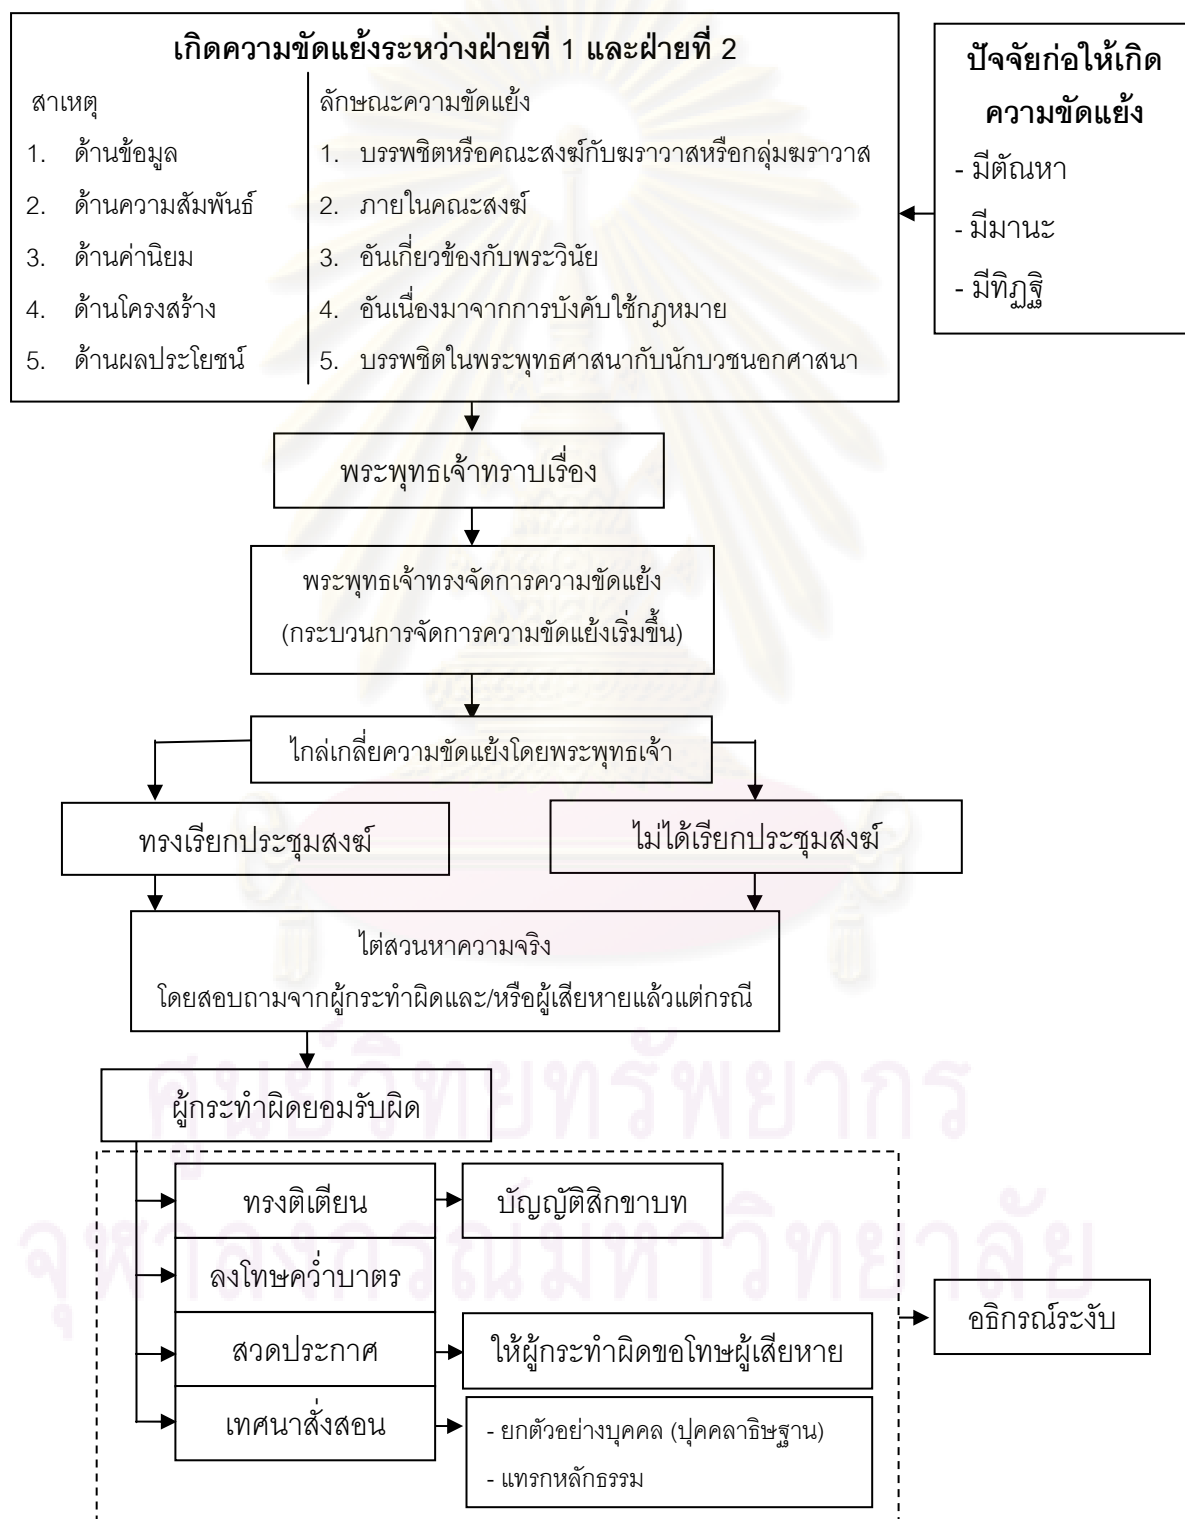 เกิดความขัดแย้งระหว่างฝ่ายที่ 1 และฝ่ายที่ 2
สาเหตุ
1. ด้านข้อมูล
2. ด้านความสัมพันธ์
3. ด้านค่านิยม
4. ด้านโครงสร้าง
5. ด้านผลประโยชน์
ลักษณะความขัดแย้ง
1. บรรพชิตหรือคณะสงฆ์กับฆราวาสหรือกลุ่มฆราวาส
2. ภายในคณะสงฆ์
3. อันเกี่ยวข้องกับพระวินัย
4. อันเนื่องมาจากการบังคับใช้กฎหมาย
5. บรรพชิตในพระพุทธศาสนากับนักบวชนอกศาสนา
ปัจจัยก่อให้เกิด
ความขัดแย้ง
- มีตัณหา
- มีมานะ
- มีทิฏฐิ
พระพุทธเจ้าทราบเรื่อง
พระพุทธเจ้าทรงจัดการความขัดแย้ง
(กระบวนการจัดการความขัดแย้งเริ่มขึ้น)
ไกล่เกลี่ยความขัดแย้งโดยพระพุทธเจ้า
ทรงเรียกประชุมสงฆ์
ไม่ได้เรียกประชุมสงฆ์
ไต่สวนหาความจริง
โดยสอบถามจากผู้กระทำผิดและ/หรือผู้เสียหายแล้วแต่กรณี
ผู้กระทำผิดยอมรับผิด
ทรงติเตียน
บัญญัติสิกขาบท
ลงโทษคว่ำบาตร
สวดประกาศ
ให้ผู้กระทำผิดขอโทษผู้เสียหาย
เทศนาสั่งสอน
- ยกตัวอย่างบุคคล (ปุคคลาธิษฐาน)
- แทรกหลักธรรม
อธิกรณ์ระงับ
ศูนย์วิทยทรัพยากร
จุฬาลงกรณ์มหาวิทยาลัย